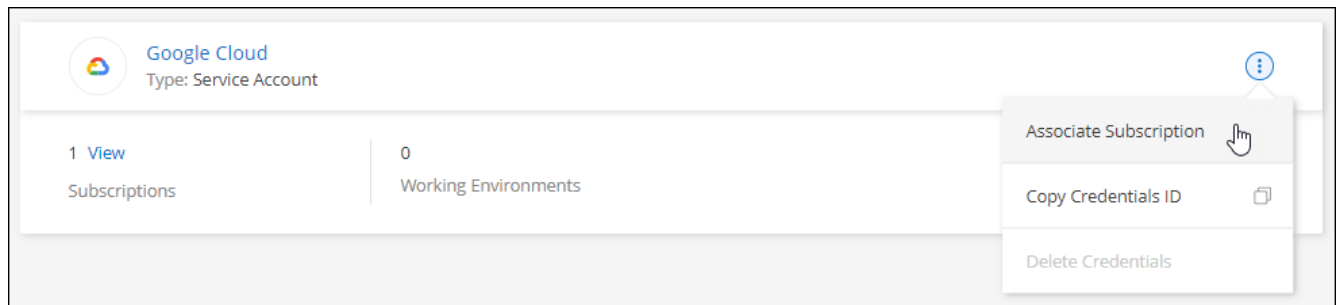 Google Cloud
Type: Service Account
1 View
Subscriptions
0
Working Environments
Associate Subscription
Copy Credentials ID
Delete Credentials